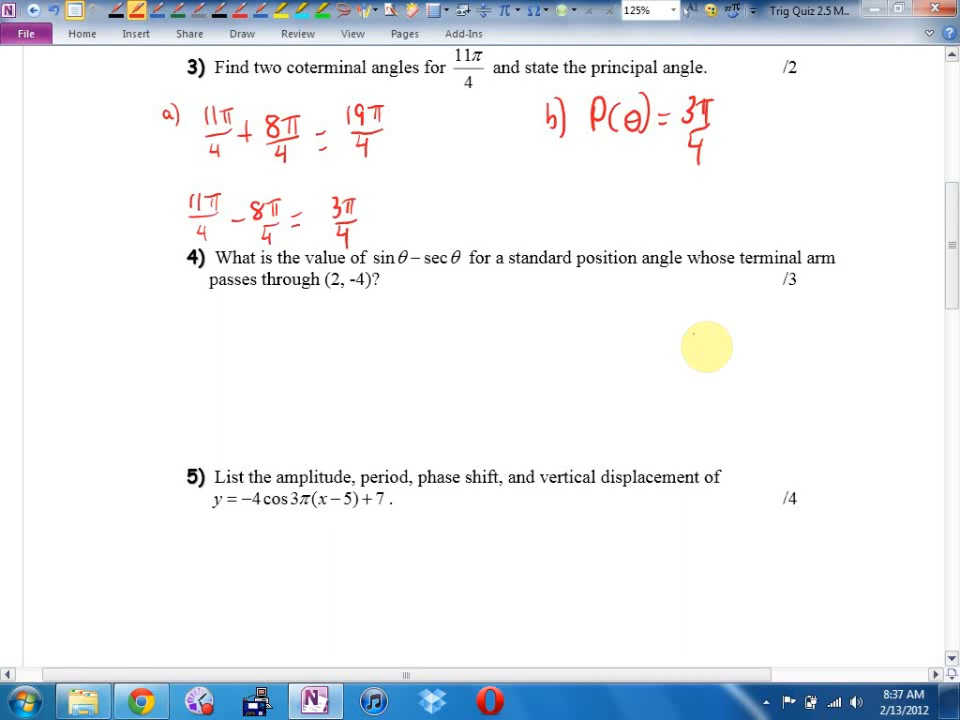 125%
Trig Quiz 2.5 M..
File Home Insert Share Draw Review View Pages Add-Ins
3) Find two coterminal angles for 11π/4 and state the principal angle. /2
a) 11π/4 + 8π/4 = 19π/4
b) P(θ) = 3π/4
11π/4 - 8π/4 = 3π/4
4) What is the value of sin θ − sec θ for a standard position angle whose terminal arm
passes through (2, -4)? /3
5) List the amplitude, period, phase shift, and vertical displacement of
y = −4cos3π(x − 5) + 7 . /4
8:37 AM
2/13/2012